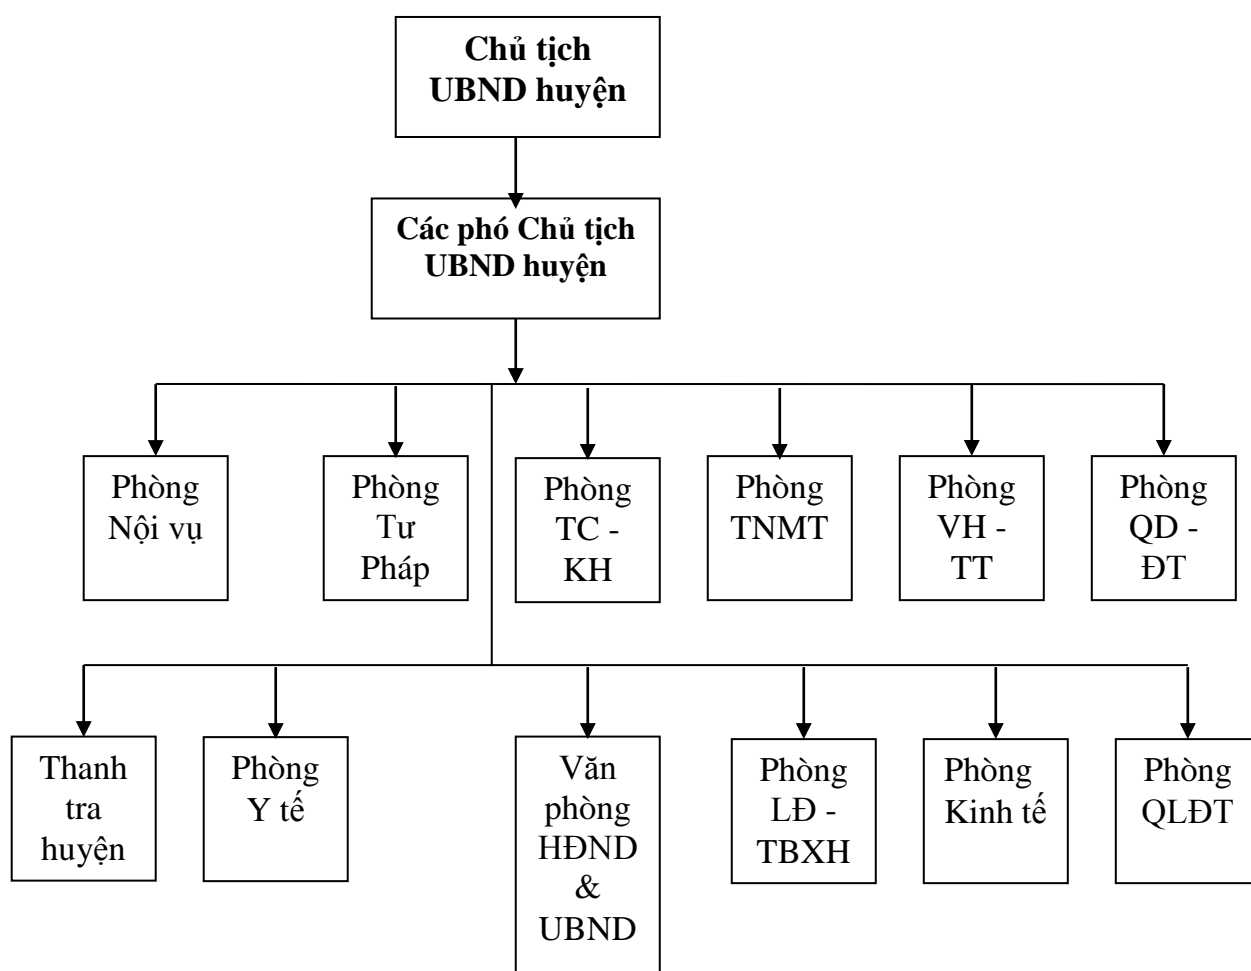 Chủ tịch
UBND huyện
Các phó Chủ tịch
UBND huyện
Phòng
Nội vụ
Phòng
Tư
Pháp
Phòng
TC -
KH
Phòng
TNMT
Phòng
VH -
TT
Phòng
QD -
ĐT
Thanh
tra
huyện
Phòng
Y tế
Văn
phòng
HĐND
&
UBND
Phòng
LĐ -
TBXH
Phòng
Kinh tế
Phòng
QLĐT